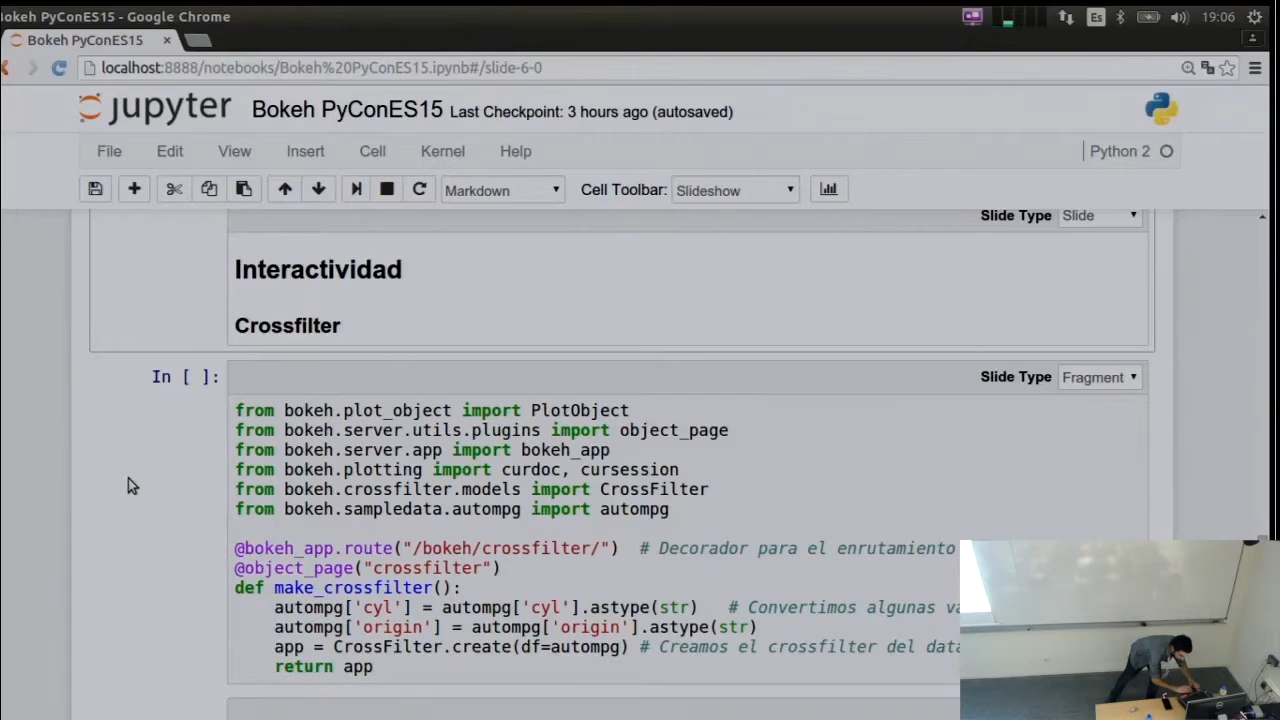 Bokeh PyConES15 - Google Chrome
Es
19:06
Bokeh PyConES15 ×
localhost:8888/notebooks/Bokeh%20PyConES15.ipynb#/slide-6-0
jupyter Bokeh PyConES15 Last Checkpoint: 3 hours ago (autosaved)
File Edit View Insert Cell Kernel Help Python 2
Markdown Cell Toolbar: Slideshow
Slide Type Slide
Interactividad
Crossfilter
In [ ]:
Slide Type Fragment
from bokeh.plot_object import PlotObject
from bokeh.server.utils.plugins import object_page
from bokeh.server.app import bokeh_app
from bokeh.plotting import curdoc, cursession
from bokeh.crossfilter.models import CrossFilter
from bokeh.sampledata.autompg import autompg
@bokeh_app.route("/bokeh/crossfilter/") # Decorador para el enrutamiento
@object_page("crossfilter")
def make_crossfilter():
autompg['cyl'] = autompg['cyl'].astype(str) # Convertimos algunas va
autompg['origin'] = autompg['origin'].astype(str)
app = CrossFilter.create(df=autompg) # Creamos el crossfilter del data
return app